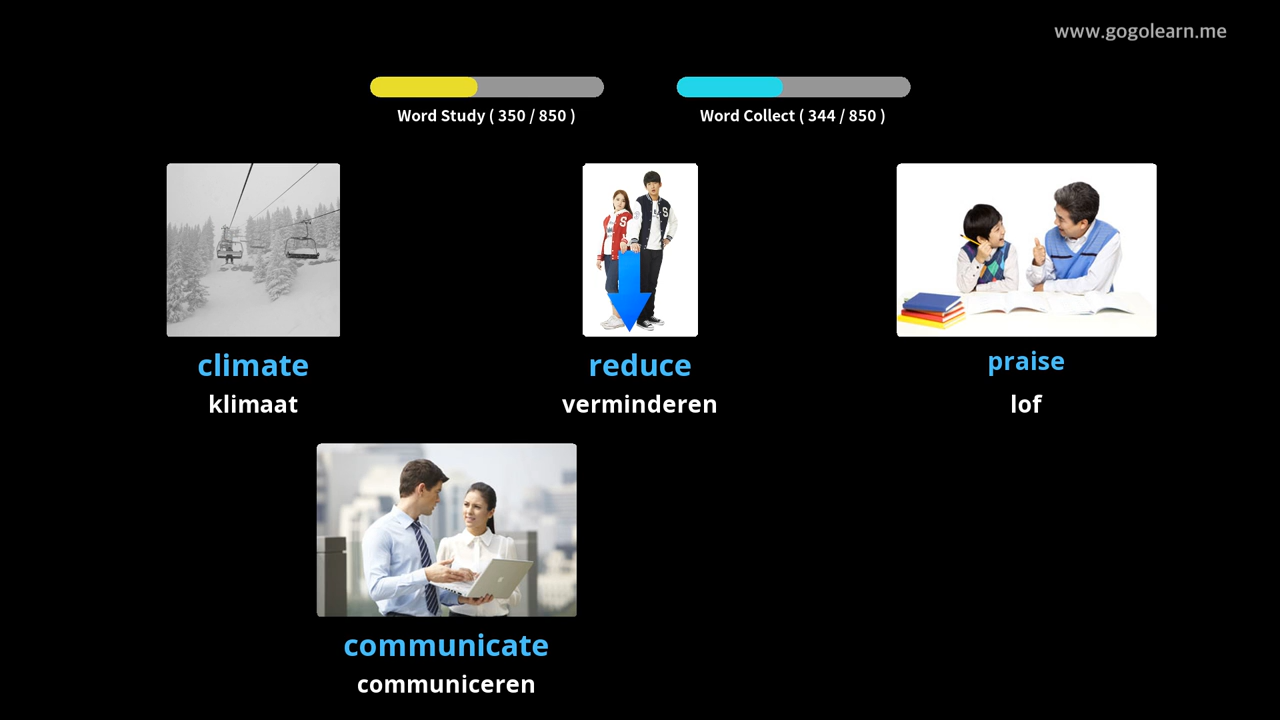 www.gogolearn.me
Word Study ( 350 / 850 )
Word Collect ( 344 / 850 )
climate
klimaat
reduce
verminderen
praise
lof
communicate
communiceren